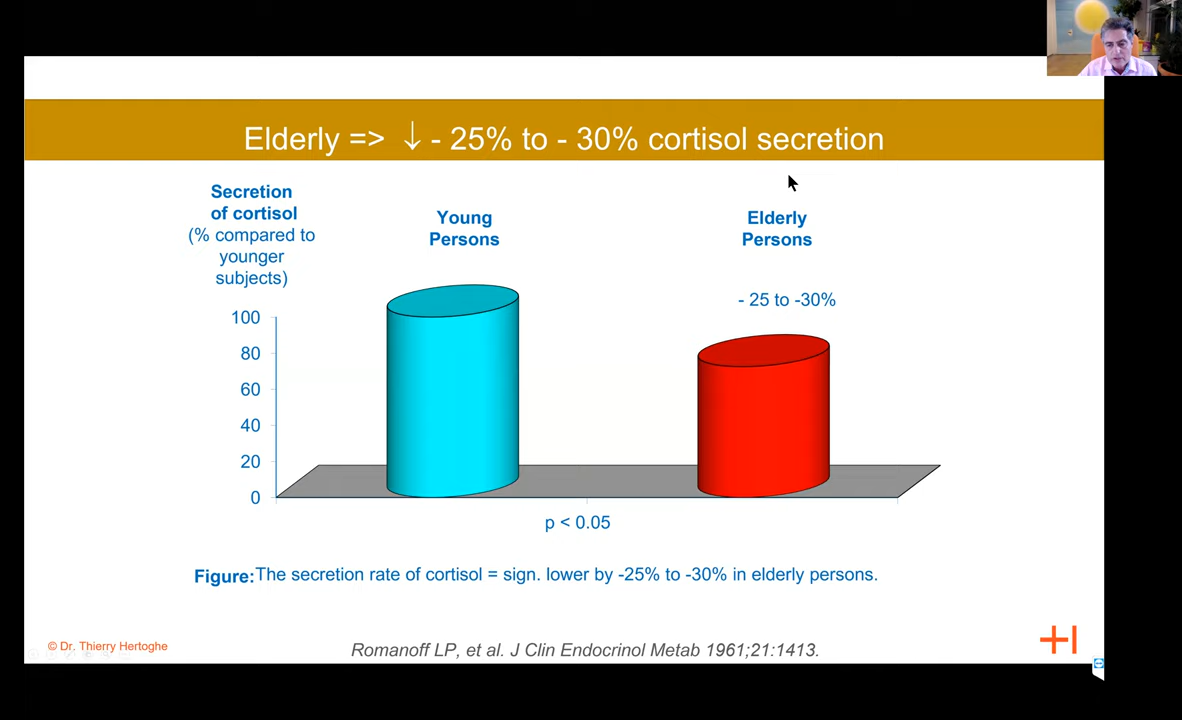 Elderly => ↓ - 25% to - 30% cortisol secretion
Secretion
of cortisol
(% compared to
younger
subjects)
Young
Persons
Elderly
Persons
- 25 to -30%
100
80
60
40
20
0
p < 0.05
Figure: The secretion rate of cortisol = sign. lower by -25% to -30% in elderly persons.
© Dr. Thierry Hertoghe
Romanoff LP, et al. J Clin Endocrinol Metab 1961;21:1413.